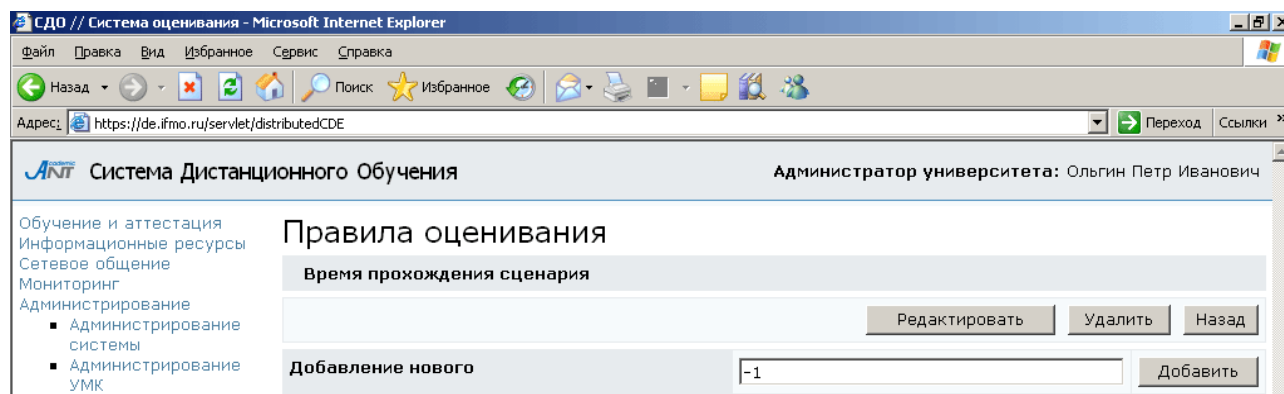 СДО // Система оценивания - Microsoft Internet Explorer
Файл Правка Вид Избранное Сервис Справка
Назад Поиск Избранное
Адрес: https://de.ifmo.ru/servlet/distributedCDE Переход Ссылки »
Academic ANT Система Дистанционного Обучения Администратор университета: Ольгин Петр Иванович
Обучение и аттестация
Информационные ресурсы
Сетевое общение
Мониторинг
Администрирование
Администрирование системы
Администрирование УМК
Правила оценивания
Время прохождения сценария
Редактировать Удалить Назад
Добавление нового -1 Добавить